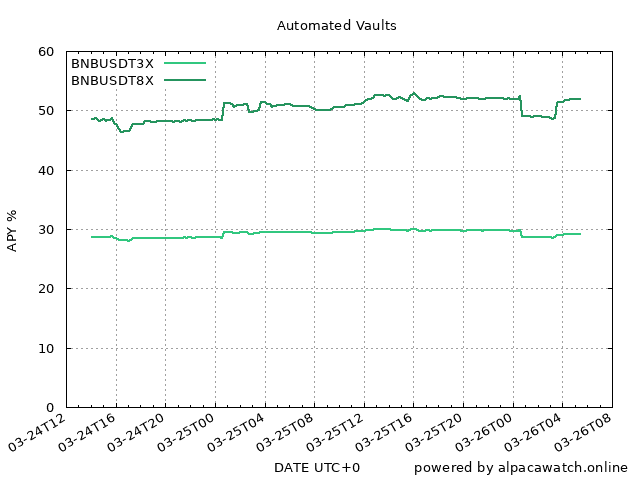 Automated Vaults
BNBUSDT3X
BNBUSDT8X
60
50
40
30
20
10
0
APY %
03-24T12
03-24T16
03-24T20
03-25T00
03-25T04
03-25T08
03-25T12
03-25T16
03-25T20
03-26T00
03-26T04
03-26T08
DATE UTC+0
powered by alpacawatch.online